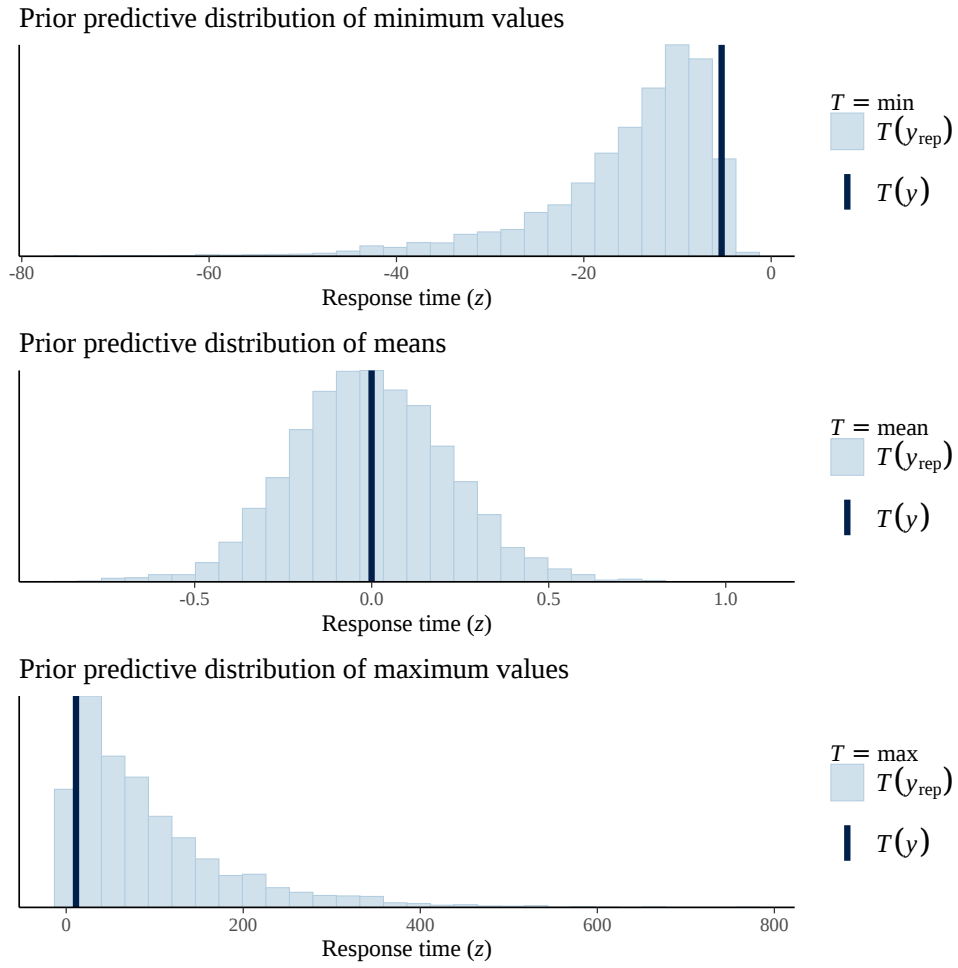 Prior predictive distribution of minimum values
T = min
T(y_rep)
T(y)
-80 -60 -40 -20 0
Response time (z)
Prior predictive distribution of means
T = mean
T(y_rep)
T(y)
-0.5 0.0 0.5 1.0
Response time (z)
Prior predictive distribution of maximum values
T = max
T(y_rep)
T(y)
0 200 400 600 800
Response time (z)